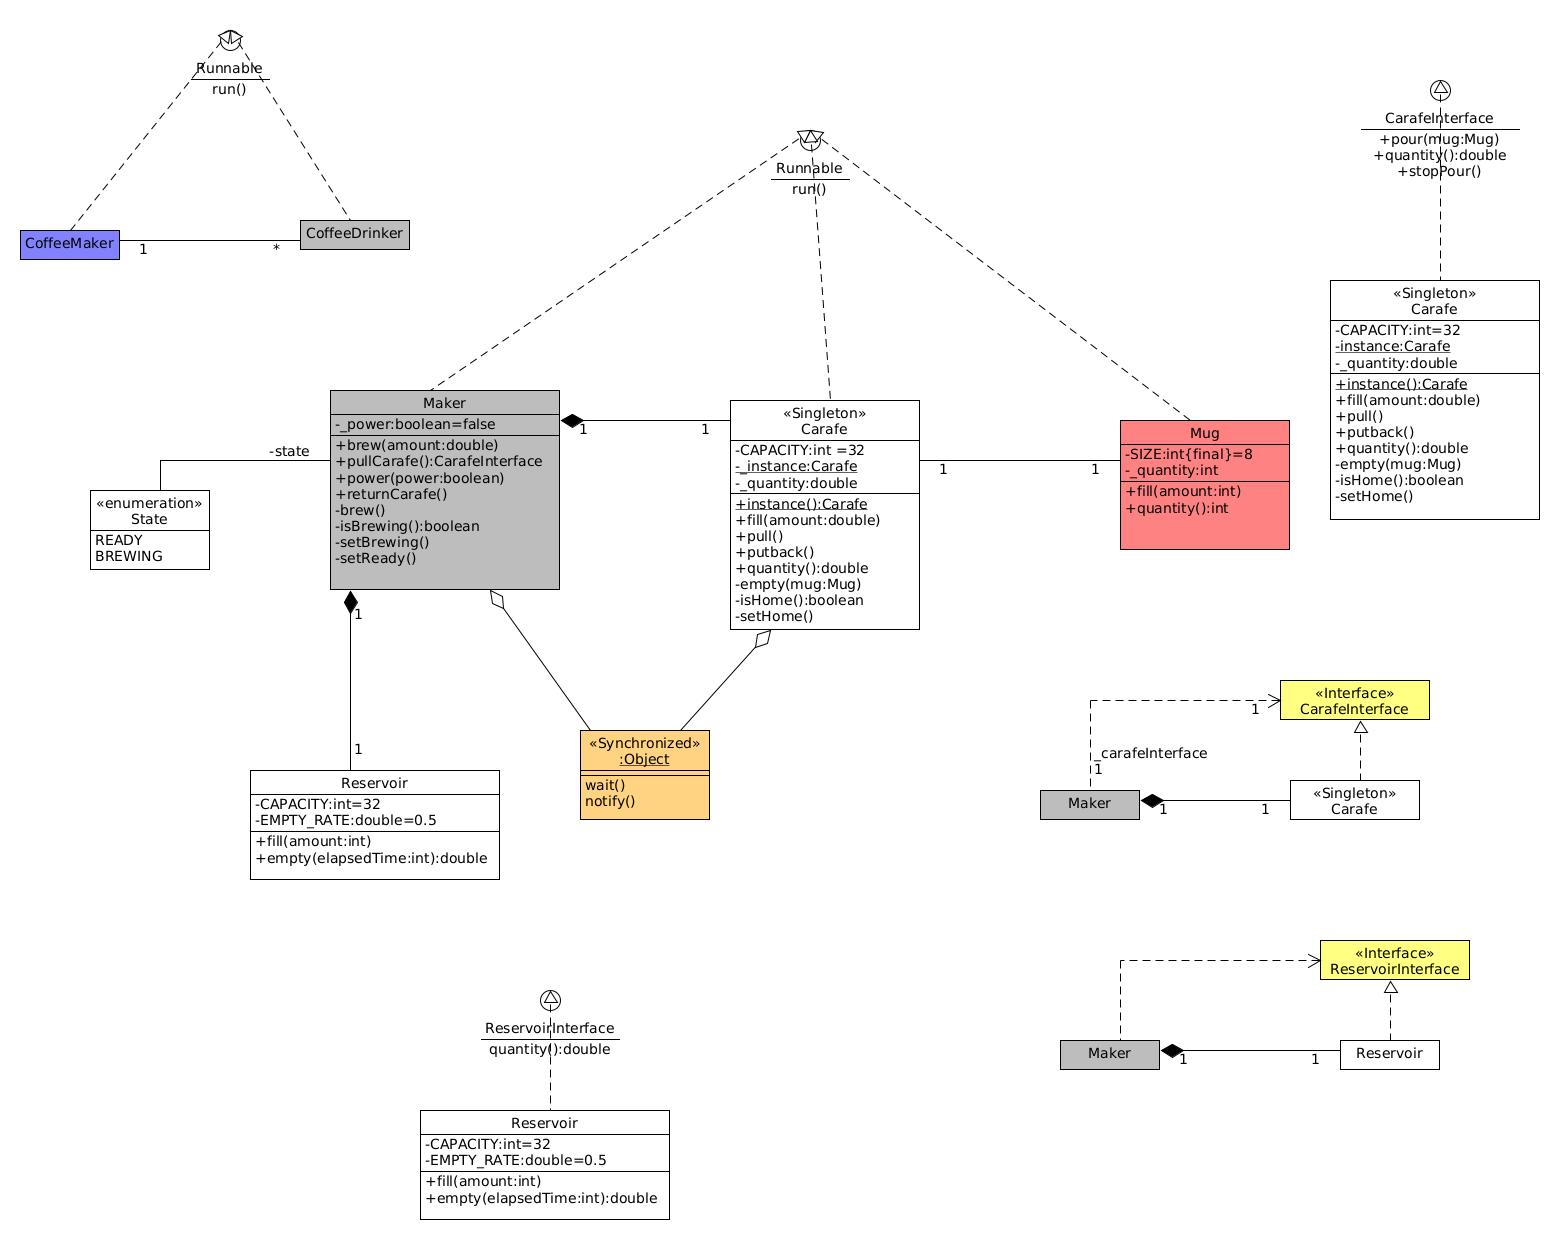 Runnable
run()
CoffeeMaker
1
*
CoffeeDrinker
Runnable
run()
CarafeInterface
+pour(mug:Mug)
+quantity():double
+stopPour()
«Singleton»
Carafe
-CAPACITY:int=32
-instance:Carafe
-_quantity:double
+instance():Carafe
+fill(amount:double)
+pull()
+putback()
+quantity():double
-empty(mug:Mug)
-isHome():boolean
-setHome()
Maker
-_power:boolean=false
+brew(amount:double)
+pullCarafe():CarafeInterface
+power(power:boolean)
+returnCarafe()
-brew()
-isBrewing():boolean
-setBrewing()
-setReady()
1
1
«Singleton»
Carafe
-CAPACITY:int =32
-_instance:Carafe
-_quantity:double
+instance():Carafe
+fill(amount:double)
+pull()
+putback()
+quantity():double
-empty(mug:Mug)
-isHome():boolean
-setHome()
1
1
Mug
-SIZE:int{final}=8
-_quantity:int
+fill(amount:int)
+quantity():int
-state
«enumeration»
State
READY
BREWING
1
1
Reservoir
-CAPACITY:int=32
-EMPTY_RATE:double=0.5
+fill(amount:int)
+empty(elapsedTime:int):double
«Synchronized»
:Object
wait()
notify()
«Interface»
CarafeInterface
1
_carafeInterface
1
Maker
1
1
«Singleton»
Carafe
«Interface»
ReservoirInterface
Maker
1
1
Reservoir
ReservoirInterface
quantity():double
Reservoir
-CAPACITY:int=32
-EMPTY_RATE:double=0.5
+fill(amount:int)
+empty(elapsedTime:int):double